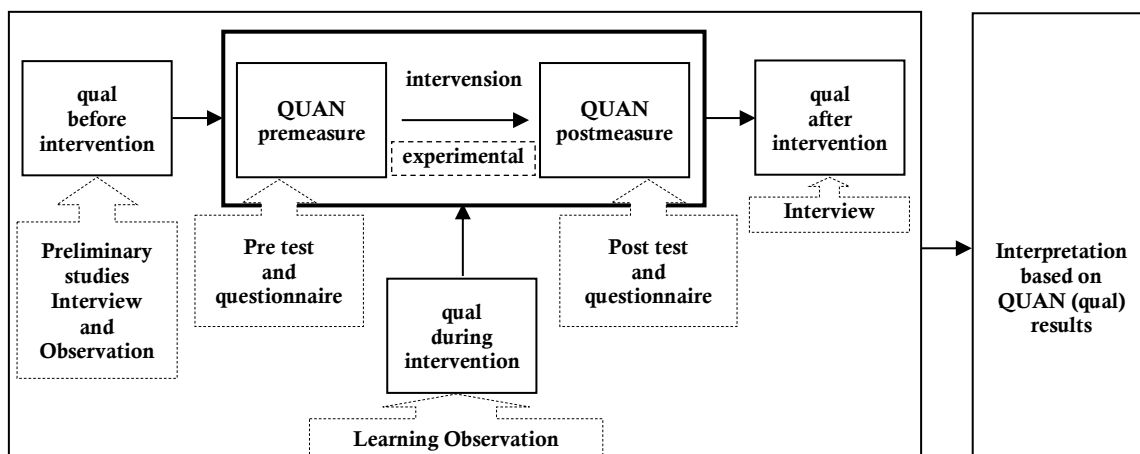 qual
before
intervention
QUAN
premeasure
intervension
experimental
QUAN
postmeasure
qual
after
intervention
Preliminary
studies
Interview
and
Observation
Pre test
and
questionnaire
qual
during
intervention
Learning Observation
Post test
and
questionnaire
Interview
Interpretation
based on
QUAN (qual)
results